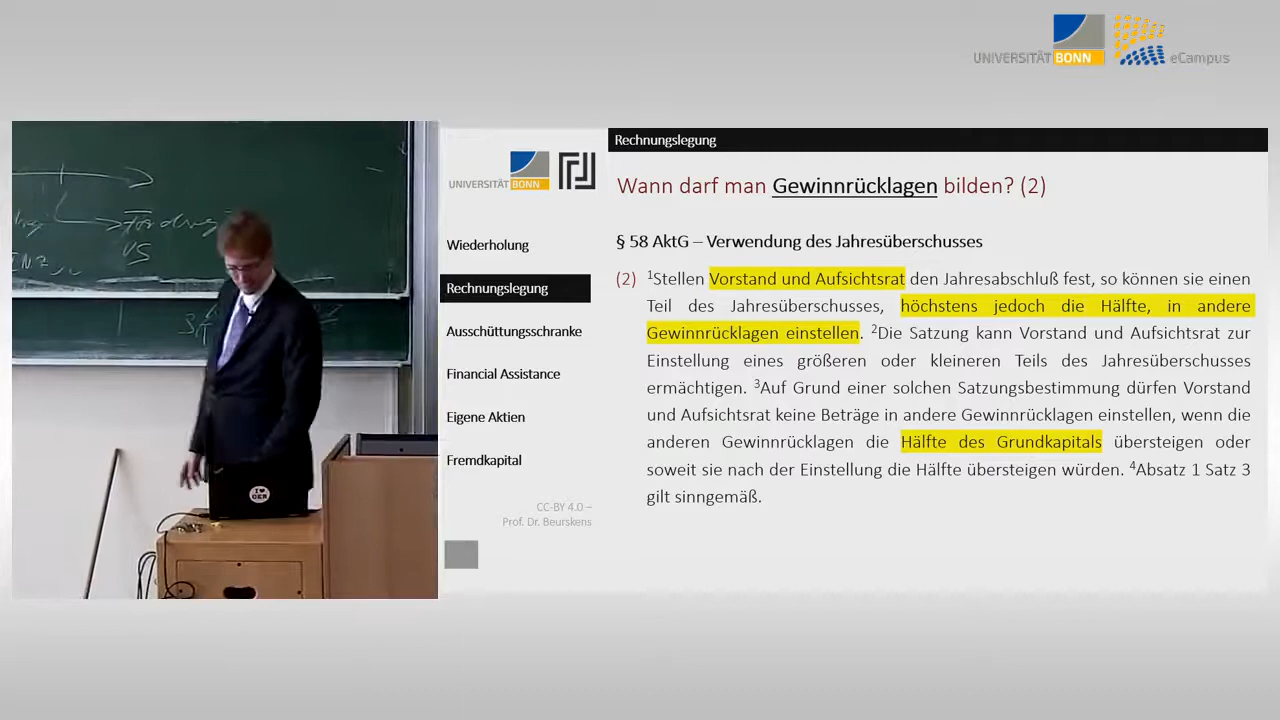 UNIVERSITÄT BONN eCampus
Rechnungslegung
UNIVERSITÄT BONN
Wann darf man Gewinnrücklagen bilden? (2)
§ 58 AktG – Verwendung des Jahresüberschusses
(2) ¹Stellen Vorstand und Aufsichtsrat den Jahresabschluß fest, so können sie einen
Teil des Jahresüberschusses, höchstens jedoch die Hälfte, in andere
Gewinnrücklagen einstellen. ²Die Satzung kann Vorstand und Aufsichtsrat zur
Einstellung eines größeren oder kleineren Teils des Jahresüberschusses
ermächtigen. ³Auf Grund einer solchen Satzungsbestimmung dürfen Vorstand
und Aufsichtsrat keine Beträge in andere Gewinnrücklagen einstellen, wenn die
anderen Gewinnrücklagen die Hälfte des Grundkapitals übersteigen oder
soweit sie nach der Einstellung die Hälfte übersteigen würden. ⁴Absatz 1 Satz 3
gilt sinngemäß.
Wiederholung
Rechnungslegung
Ausschüttungsschranke
Financial Assistance
Eigene Aktien
Fremdkapital
CC-BY 4.0 –
Prof. Dr. Beurskens
VS